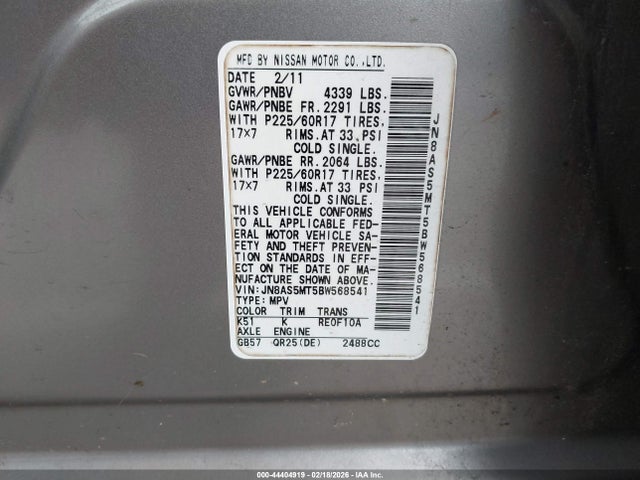 MFD BY NISSAN MOTOR CO.,LTD.
DATE 2/11
GVWR/PNBV 4339 LBS.
GAWR/PNBE FR. 2291 LBS.
WITH P225/60R17 TIRES.
17×7 RIMS. AT 33 PSI
COLD SINGLE.
GAWR/PNBE RR. 2064 LBS.
WITH P225/60R17 TIRES.
17×7 RIMS. AT 33 PSI
COLD SINGLE.
THIS VEHICLE CONFORMS
TO ALL APPLICABLE FED-
ERAL MOTOR VEHICLE SA-
FETY AND THEFT PREVEN-
TION STANDARDS IN EFF-
ECT ON THE DATE OF MA-
NUFACTURE SHOWN ABOVE.
VIN: JN8AS5MT5BW568541
TYPE: MPV
COLOR TRIM TRANS
K51 K RE0F10A
AXLE ENGINE
GB57 QR25(DE) 2488CC
JN8AS5MT5BW568541
000-44404919 - 02/18/2026 - IAA Inc.